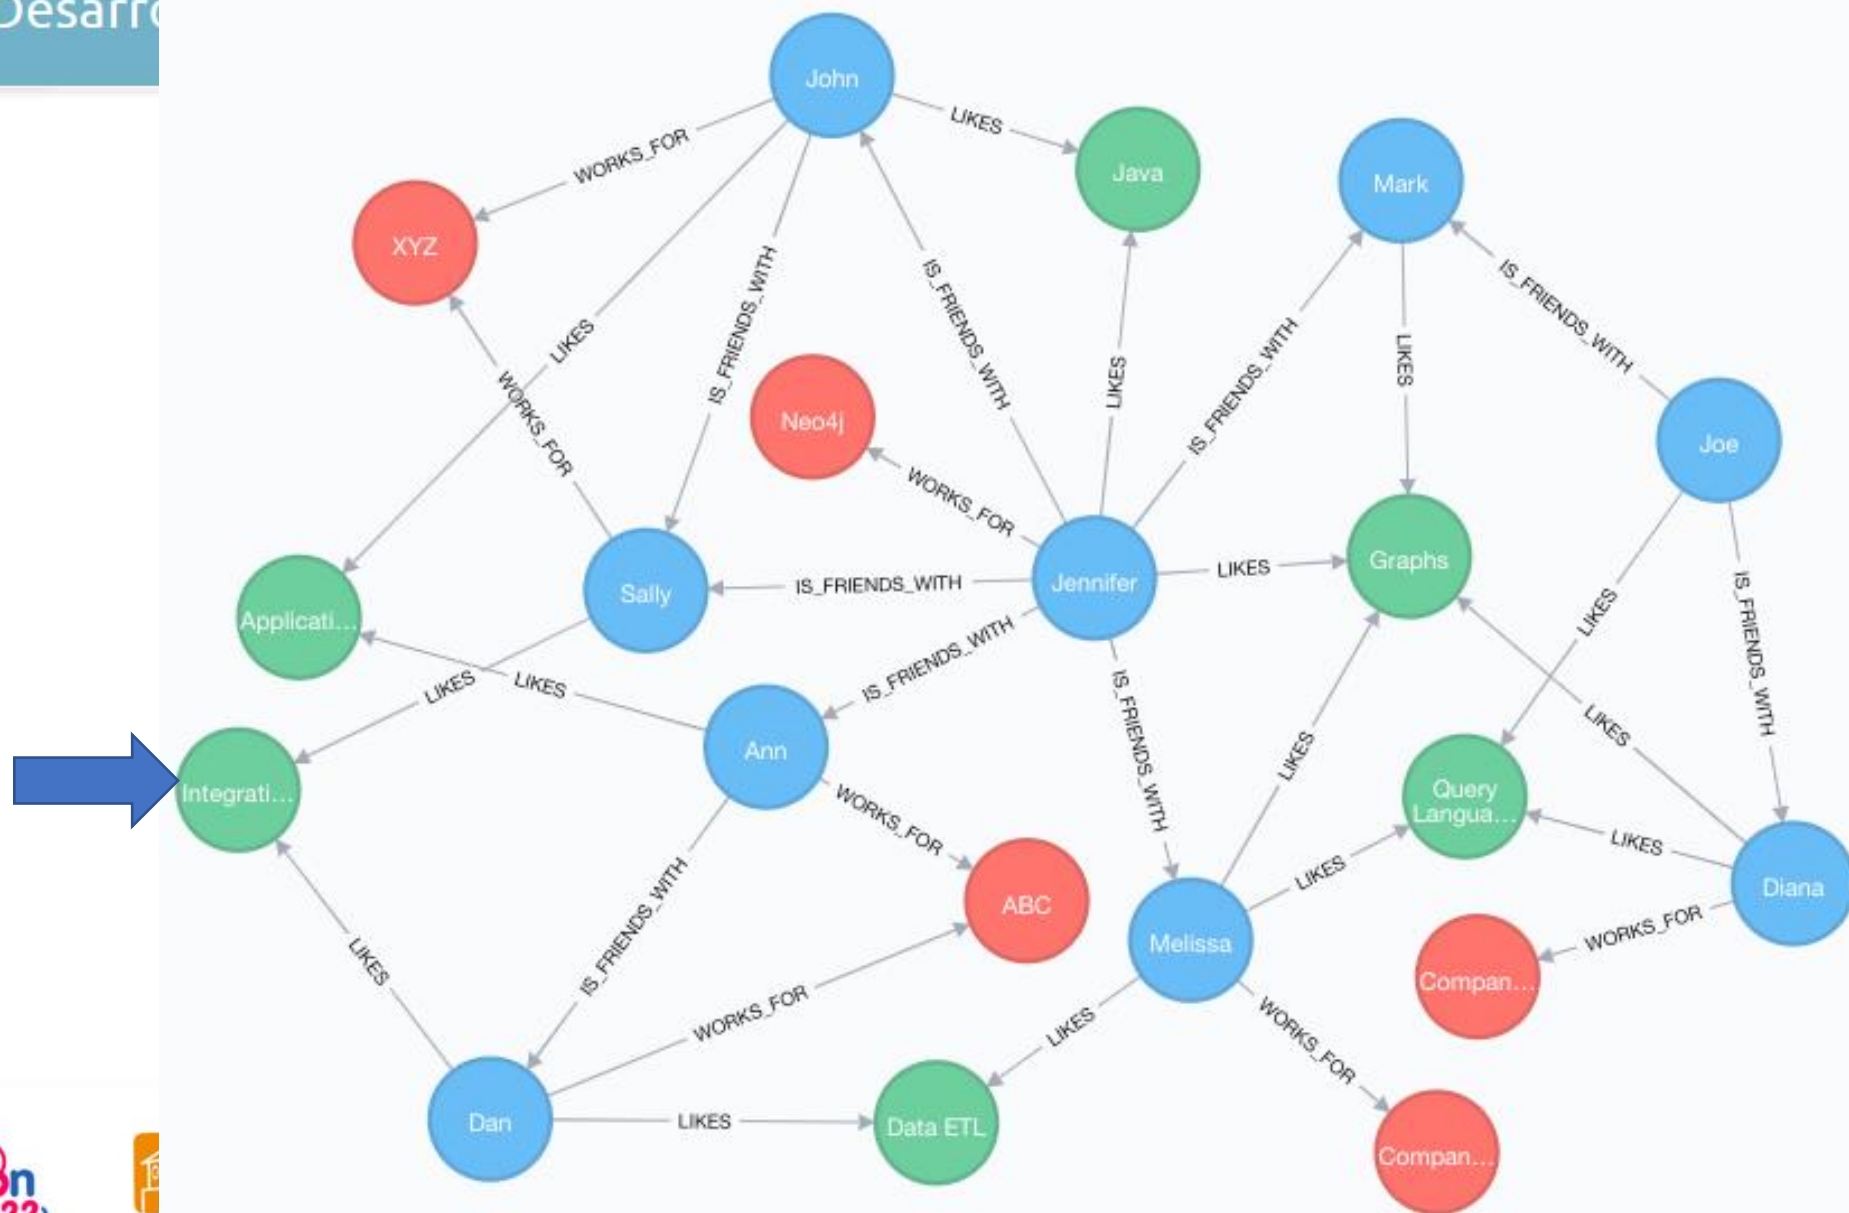 Desarro
John
LIKES
Java
Mark
WORKS_FOR
XYZ
IS_FRIENDS_WITH
IS_FRIENDS_WITH
IS_FRIENDS_WITH
IS_FRIENDS_WITH
LIKES
LIKES
LIKES
WORKS_FOR
Neo4j
Joe
WORKS_FOR
Applicati...
Sally
IS_FRIENDS_WITH
Jennifer
LIKES
Graphs
LIKES
IS_FRIENDS_WITH
LIKES
LIKES
IS_FRIENDS_WITH
IS_FRIENDS_WITH
LIKES
LIKES
Integrati...
Ann
WORKS_FOR
Query
Langua...
LIKES
LIKES
Diana
IS_FRIENDS_WITH
ABC
Melissa
WORKS_FOR
Compan...
LIKES
WORKS_FOR
LIKES
WORKS_FOR
Dan
LIKES
Data ETL
Compan...